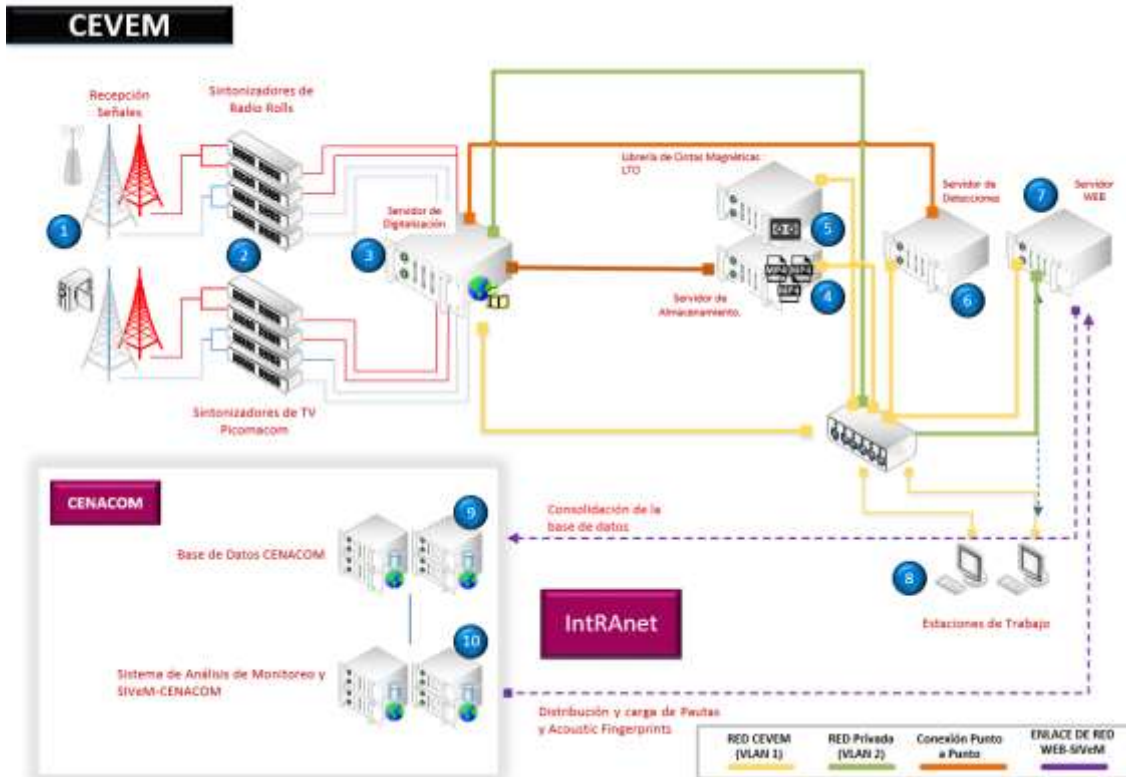 CEVEM
Recepción
Señales
Sintonizadores de
Radio Rolls
1
2
Sintonizadores de TV
Picomacom
Servidor de
Digitalización
3
Librería de Cintas Magnéticas
LTO
5
MP4 MP4
MP4
4
Servidor de
Almacenamiento.
Servidor de
Detecciones
6
7
Servidor
WEB
8
Estaciones de Trabajo
CENACOM
9
Base de Datos CENACOM
10
Sistema de Análisis de Monitoreo y
SIVeM-CENACOM
Consolidación de la
base de datos
IntRAnet
Distribución y carga de Pautas
y Acoustic Fingerprints
RED CEVEM
(VLAN 1)
RED Privada
(VLAN 2)
Conexión Punto
a Punto
ENLACE DE RED
WEB-SIVeM